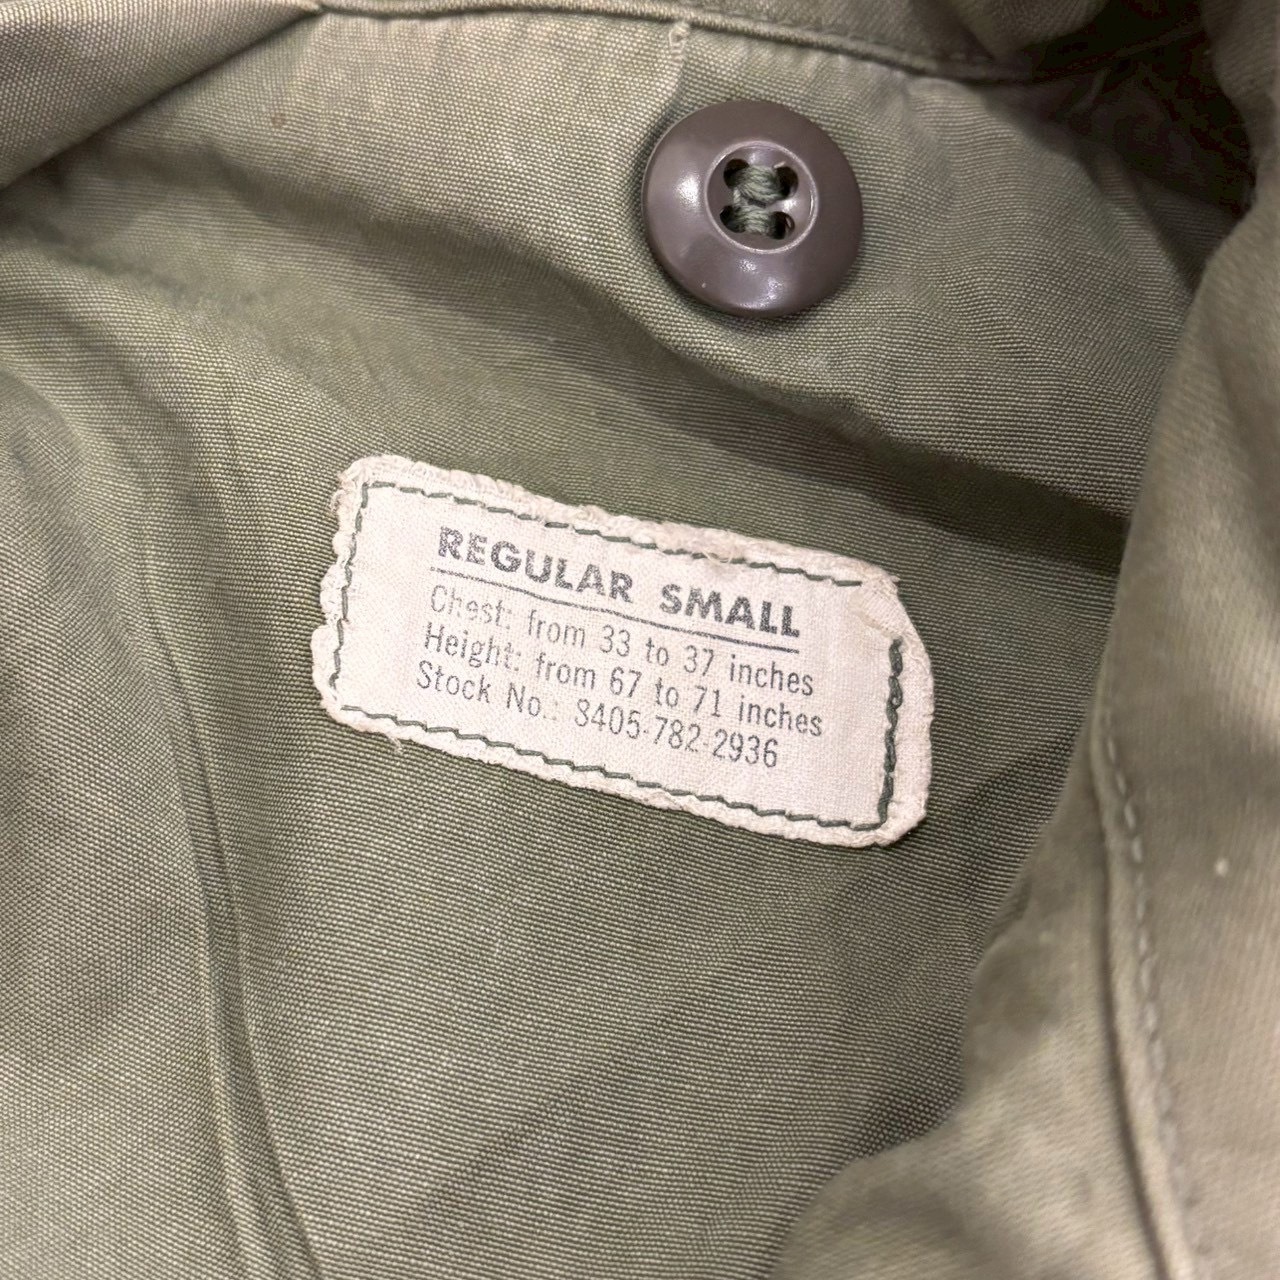 REGULAR SMALL
Chest: from 33 to 37 inches
Height: from 67 to 71 inches
Stock No.: 8405-782-2936